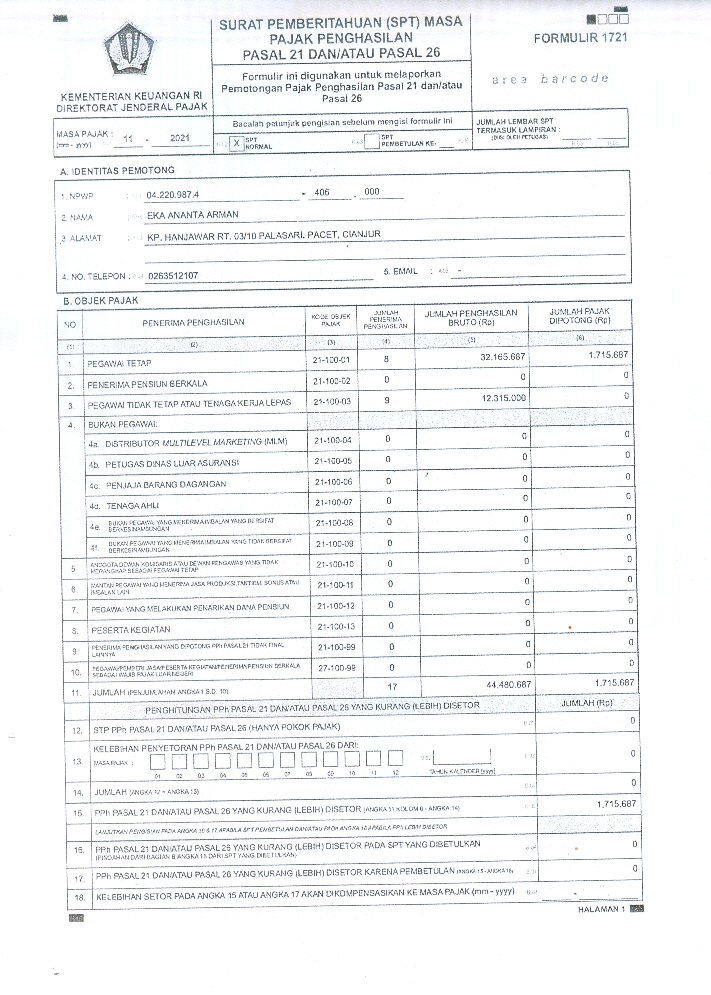 SURAT PEMBERITAHUAN (SPT) MASA
PAJAK PENGHASILAN
PASAL 21 DAN/ATAU PASAL 26
Formulir ini digunakan untuk melaporkan
Pemotongan Pajak Penghasilan Pasal 21 dan/atau
Pasal 26
FORMULIR 1721
area barcode
KEMENTERIAN KEUANGAN RI
DIREKTORAT JENDERAL PAJAK
MASA PAJAK : 11 - 2021
(mm - yyyy)
Bacalah petunjuk pengisian sebelum mengisi formulir ini
X SPT NORMAL
SPT PEMBETULAN KE-
JUMLAH LEMBAR SPT
TERMASUK LAMPIRAN :
(DIISI OLEH PETUGAS)
A. IDENTITAS PEMOTONG
1. NPWP : 04.220.987.4 - 406 . 000
2. NAMA : EKA ANANTA ARMAN
3. ALAMAT : KP. HANJAWAR RT. 03/10 PALASARI, PACET, CIANJUR
4. NO. TELEPON : 0263512107 5. EMAIL : -
B. OBJEK PAJAK
NO PENERIMA PENGHASILAN KODE OBJEK PAJAK JUMLAH PENERIMA PENGHASILAN JUMLAH PENGHASILAN BRUTO (Rp) JUMLAH PAJAK DIPOTONG (Rp)
(1) (2) (3) (4) (5) (6)
1. PEGAWAI TETAP 21-100-01 8 32.165.687 1.715.687
2. PENERIMA PENSIUN BERKALA 21-100-02 0 0 0
3. PEGAWAI TIDAK TETAP ATAU TENAGA KERJA LEPAS 21-100-03 9 12.315.000 0
4. BUKAN PEGAWAI:
4a. DISTRIBUTOR MULTILEVEL MARKETING (MLM) 21-100-04 0 0 0
4b. PETUGAS DINAS LUAR ASURANSI 21-100-05 0 0 0
4c. PENJAJA BARANG DAGANGAN 21-100-06 0 0 0
4d. TENAGA AHLI 21-100-07 0 0 0
4e. BUKAN PEGAWAI YANG MENERIMA IMBALAN YANG BERSIFAT BERKESINAMBUNGAN 21-100-08 0 0 0
4f. BUKAN PEGAWAI YANG MENERIMA IMBALAN YANG TIDAK BERSIFAT BERKESINAMBUNGAN 21-100-09 0 0 0
5. ANGGOTA DEWAN KOMISARIS ATAU DEWAN PENGAWAS YANG TIDAK MERANGKAP SEBAGAI PEGAWAI TETAP 21-100-10 0 0 0
6. MANTAN PEGAWAI YANG MENERIMA JASA PRODUKSI, TANTIEM, BONUS ATAU IMBALAN LAIN 21-100-11 0 0 0
7. PEGAWAI YANG MELAKUKAN PENARIKAN DANA PENSIUN 21-100-12 0 0 0
8. PESERTA KEGIATAN 21-100-13 0 0 0
9. PENERIMA PENGHASILAN YANG DIPOTONG PPh PASAL 21 TIDAK FINAL LAINNYA 21-100-99 0 0 0
10. PEGAWAI/PEMBERI JASA/PESERTA KEGIATAN/PENERIMA PENSIUN BERKALA SEBAGAI WAJIB PAJAK LUAR NEGERI 27-100-99 0 0 0
11. JUMLAH (PENJUMLAHAN ANGKA 1 S.D. 10) 17 44.480.687 1.715.687
PENGHITUNGAN PPh PASAL 21 DAN/ATAU PASAL 26 YANG KURANG (LEBIH) DISETOR JUMLAH (Rp)
12. STP PPh PASAL 21 DAN/ATAU PASAL 26 (HANYA POKOK PAJAK) 0
13. KELEBIHAN PENYETORAN PPh PASAL 21 DAN/ATAU PASAL 26 DARI: 0
MASA PAJAK :
01 02 03 04 05 06 07 08 09 10 11 12 TAHUN KALENDER (yyyy)
14. JUMLAH (ANGKA 12 + ANGKA 13) 0
15. PPh PASAL 21 DAN/ATAU PASAL 26 YANG KURANG (LEBIH) DISETOR (ANGKA 11 KOLOM 6 - ANGKA 14) 1,715,687
LANJUTKAN PENGISIAN PADA ANGKA 16 & 17 APABILA SPT PEMBETULAN DAN/ATAU PADA ANGKA 18 APABILA PPh LEBIH DISETOR
16. PPh PASAL 21 DAN/ATAU PASAL 26 YANG KURANG (LEBIH) DISETOR PADA SPT YANG DIBETULKAN 0
(PINDAHAN DARI BAGIAN B ANGKA 15 DARI SPT YANG DIBETULKAN)
17. PPh PASAL 21 DAN/ATAU PASAL 26 YANG KURANG (LEBIH) DISETOR KARENA PEMBETULAN (ANGKA 15 - ANGKA 16) 0
18. KELEBIHAN SETOR PADA ANGKA 15 ATAU ANGKA 17 AKAN DIKOMPENSASIKAN KE MASA PAJAK (mm - yyyy) -
HALAMAN 1